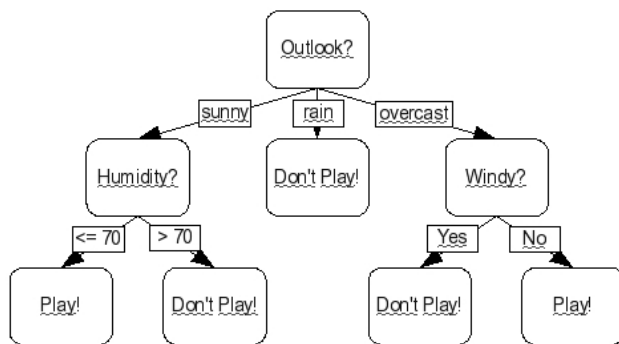 Outlook?
sunny rain overcast
Humidity? Don't Play! Windy?
<= 70 > 70 Yes No
Play! Don't Play! Don't Play! Play!